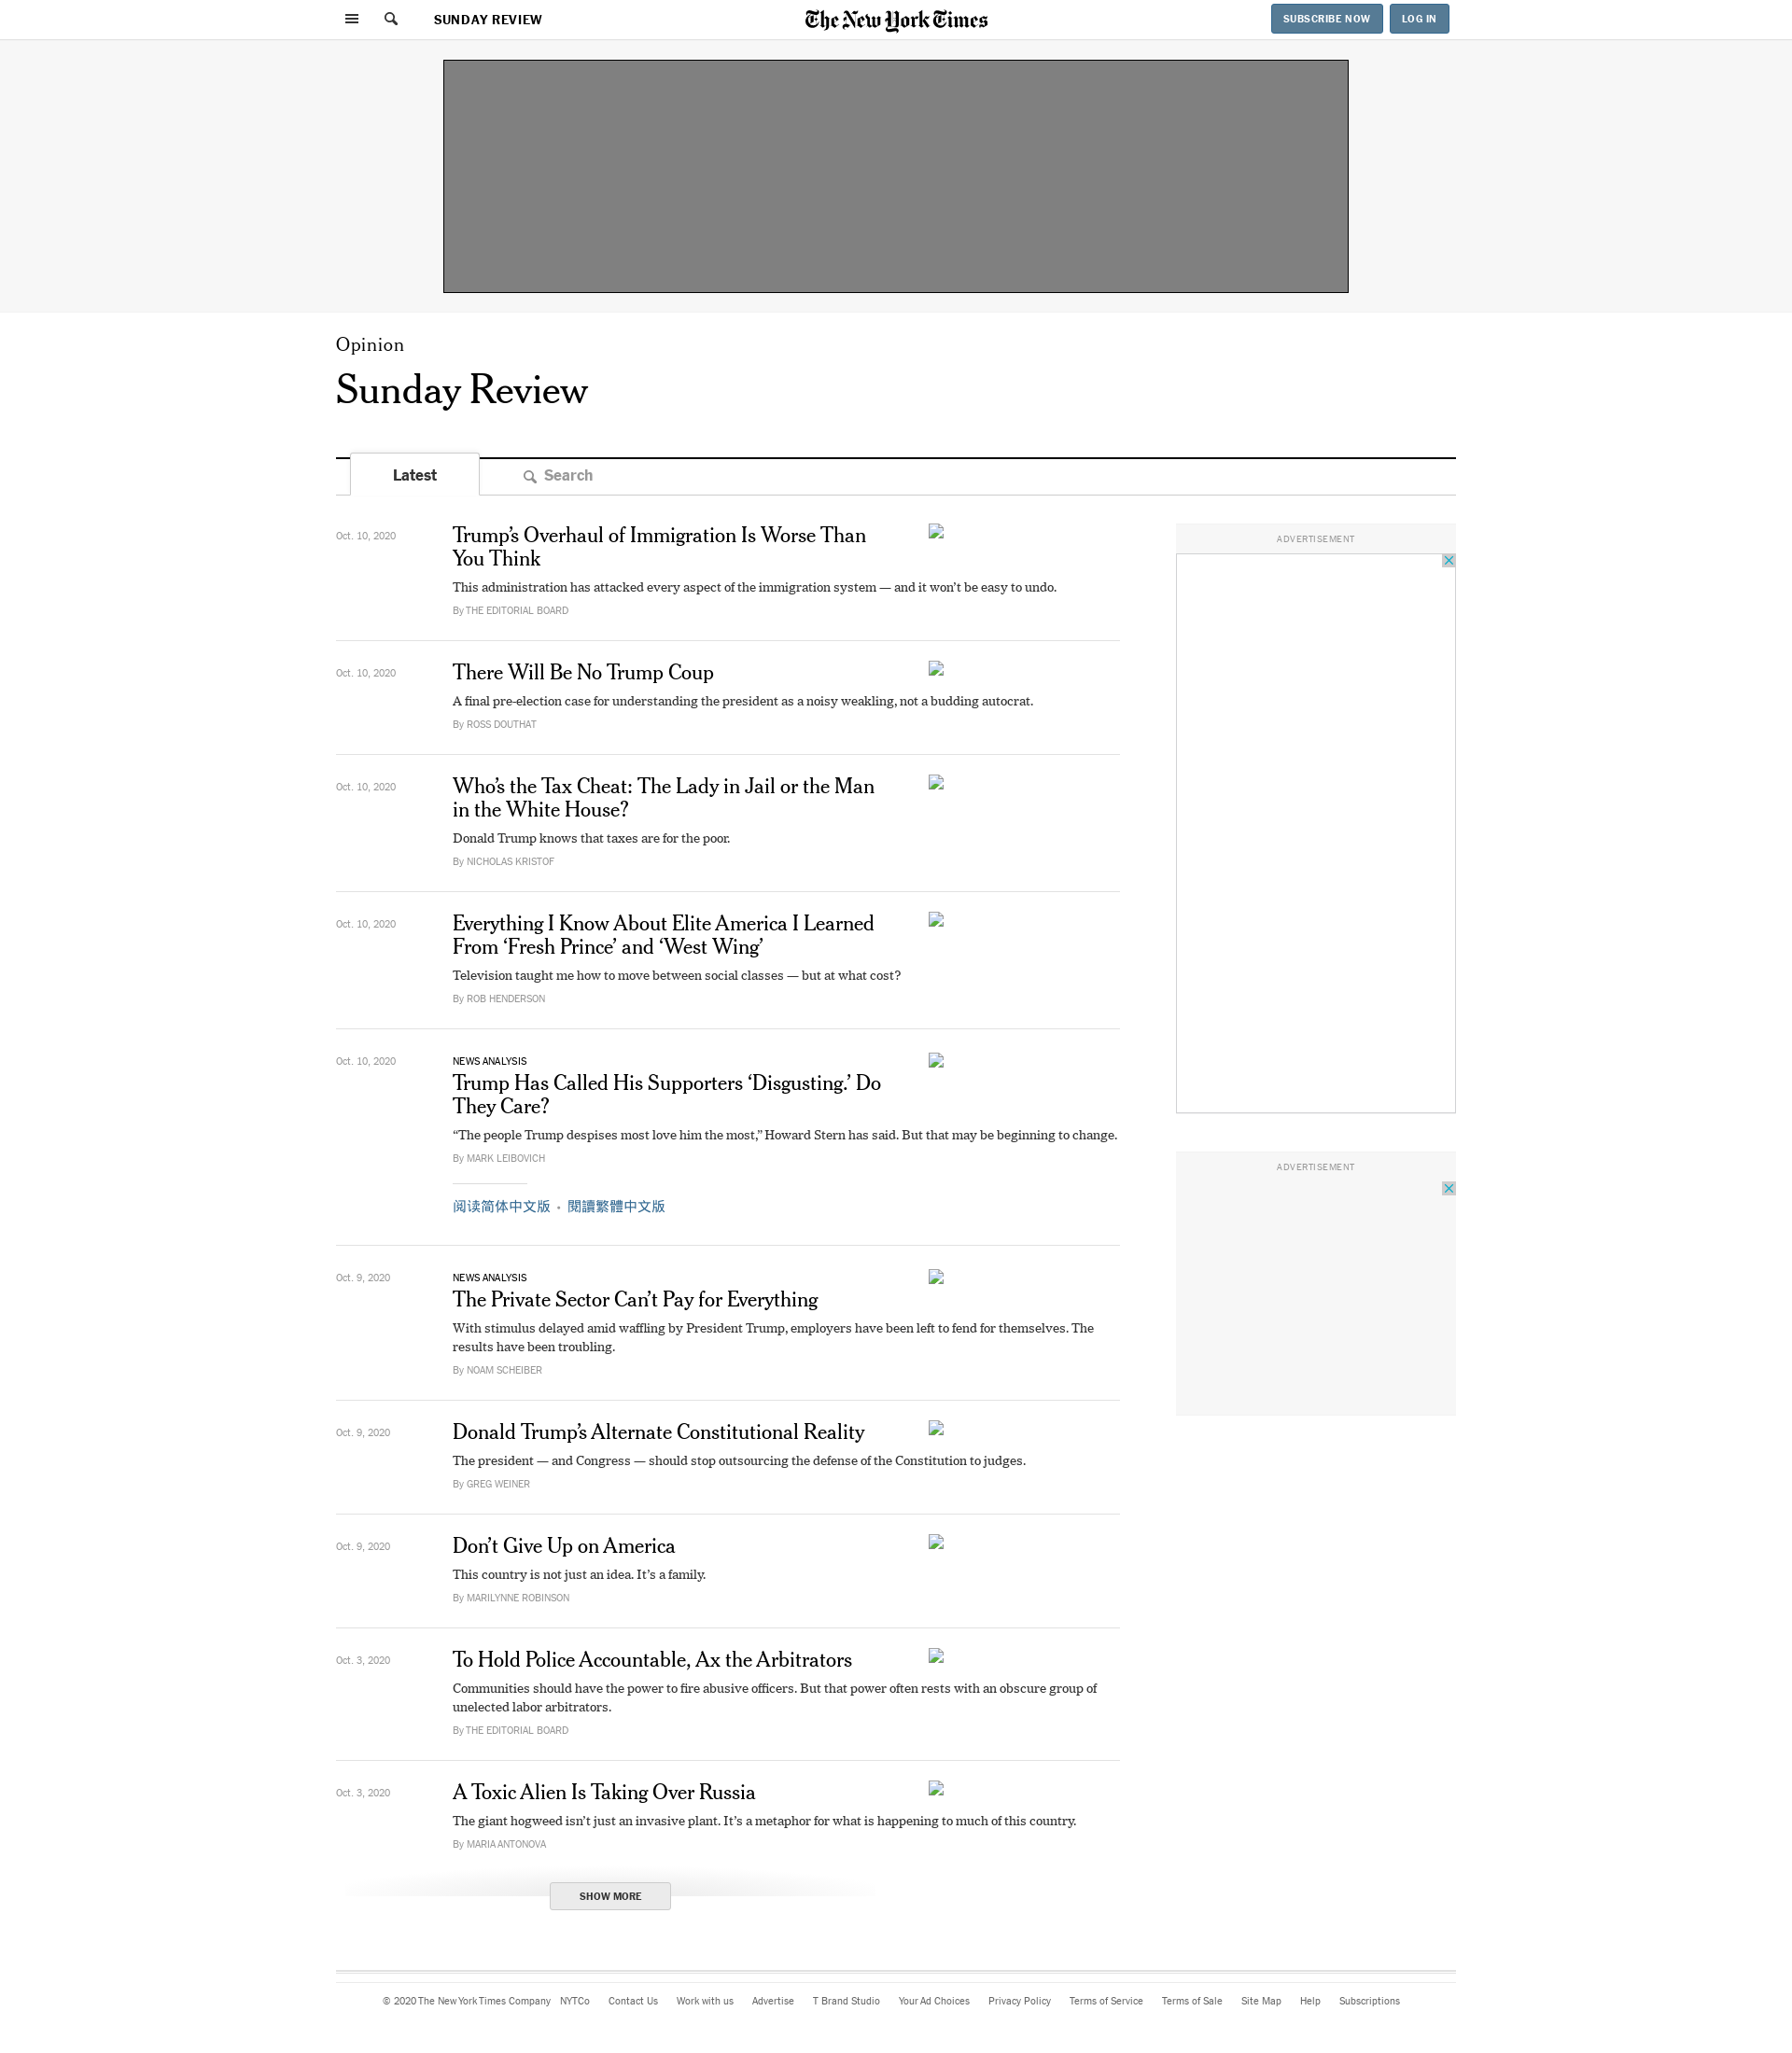 SUNDAY REVIEW
The New York Times
SUBSCRIBE NOW
LOG IN
Opinion
Sunday Review
Latest
Search
Oct. 10, 2020
Trump’s Overhaul of Immigration Is Worse Than
You Think
This administration has attacked every aspect of the immigration system — and it won’t be easy to undo.
By THE EDITORIAL BOARD
Oct. 10, 2020
There Will Be No Trump Coup
A final pre-election case for understanding the president as a noisy weakling, not a budding autocrat.
By ROSS DOUTHAT
Oct. 10, 2020
Who’s the Tax Cheat: The Lady in Jail or the Man
in the White House?
Donald Trump knows that taxes are for the poor.
By NICHOLAS KRISTOF
Oct. 10, 2020
Everything I Know About Elite America I Learned
From ‘Fresh Prince’ and ‘West Wing’
Television taught me how to move between social classes — but at what cost?
By ROB HENDERSON
Oct. 10, 2020
NEWS ANALYSIS
Trump Has Called His Supporters ‘Disgusting.’ Do
They Care?
“The people Trump despises most love him the most,” Howard Stern has said. But that may be beginning to change.
By MARK LEIBOVICH
阅读简体中文版 • 閱讀繁體中文版
Oct. 9, 2020
NEWS ANALYSIS
The Private Sector Can’t Pay for Everything
With stimulus delayed amid waffling by President Trump, employers have been left to fend for themselves. The
results have been troubling.
By NOAM SCHEIBER
Oct. 9, 2020
Donald Trump’s Alternate Constitutional Reality
The president — and Congress — should stop outsourcing the defense of the Constitution to judges.
By GREG WEINER
Oct. 9, 2020
Don’t Give Up on America
This country is not just an idea. It’s a family.
By MARILYNNE ROBINSON
Oct. 3, 2020
To Hold Police Accountable, Ax the Arbitrators
Communities should have the power to fire abusive officers. But that power often rests with an obscure group of
unelected labor arbitrators.
By THE EDITORIAL BOARD
Oct. 3, 2020
A Toxic Alien Is Taking Over Russia
The giant hogweed isn’t just an invasive plant. It’s a metaphor for what is happening to much of this country.
By MARIA ANTONOVA
SHOW MORE
ADVERTISEMENT
ADVERTISEMENT
© 2020 The New York Times Company NYTCo Contact Us Work with us Advertise T Brand Studio Your Ad Choices Privacy Policy Terms of Service Terms of Sale Site Map Help Subscriptions